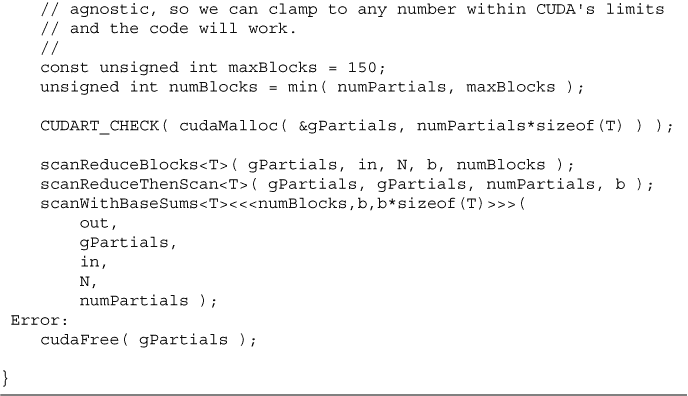 // agnostic, so we can clamp to any number within CUDA's limits
// and the code will work.
//
const unsigned int maxBlocks = 150;
unsigned int numBlocks = min( numPartials, maxBlocks );
CUDART_CHECK( cudaMalloc( &gPartials, numPartials*sizeof(T) ) );
scanReduceBlocks<T>( gPartials, in, N, b, numBlocks );
scanReduceThenScan<T>( gPartials, gPartials, numPartials, b );
scanWithBaseSums<T><<<numBlocks,b,b*sizeof(T)>>>(
out,
gPartials,
in,
N,
numPartials );
Error:
cudaFree( gPartials );
}